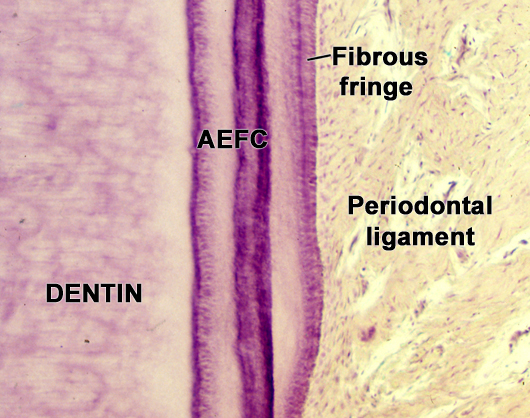 Fibrous
fringe
AEFC
Periodontal
ligament
DENTIN